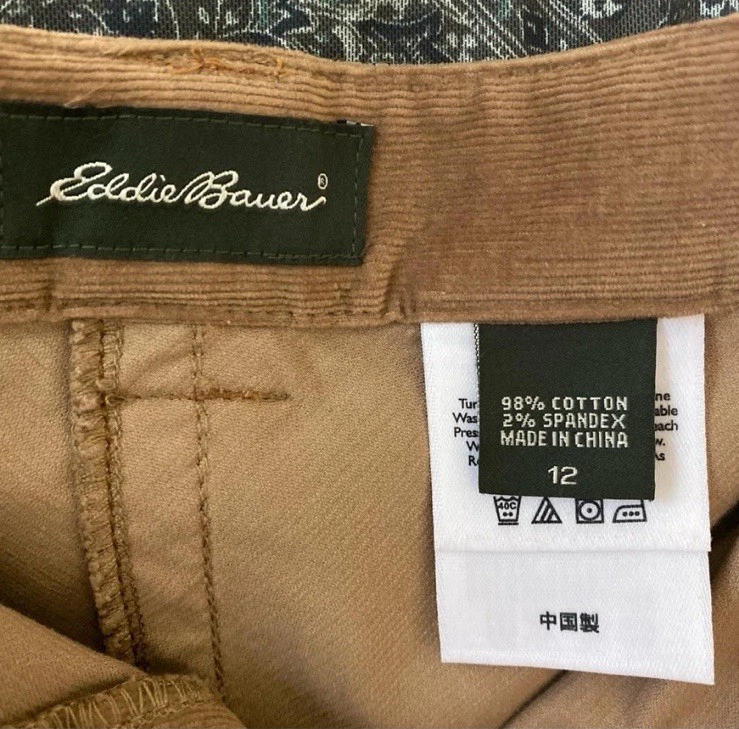 Eddie Bauer®
98% COTTON
2% SPANDEX
MADE IN CHINA
12
40C
中国製